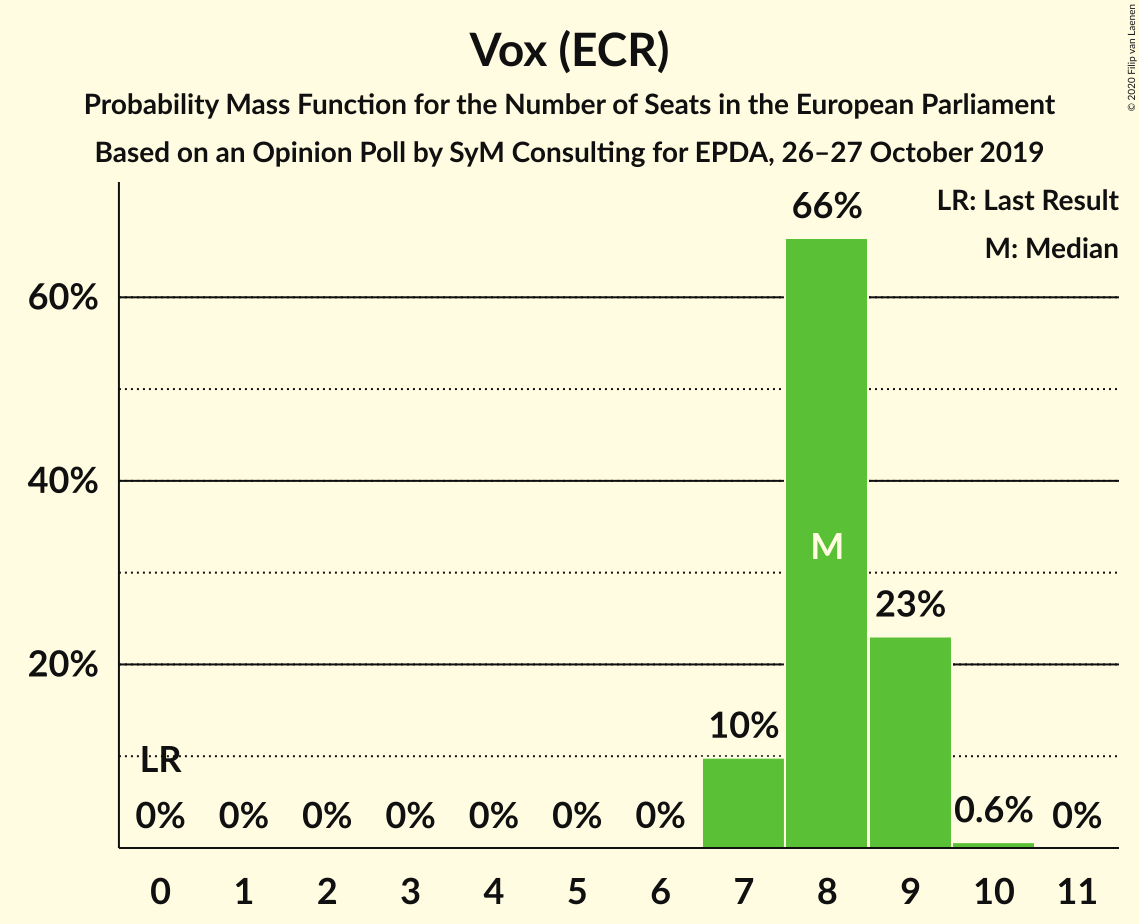 Vox (ECR)
Probability Mass Function for the Number of Seats in the European Parliament
Based on an Opinion Poll by SyM Consulting for EPDA, 26–27 October 2019
© 2020 Filip van Laenen
LR: Last Result
M: Median
66%
60%
40%
M
23%
20%
10%
LR
0% 0% 0% 0% 0% 0% 0% 0.6% 0%
0 1 2 3 4 5 6 7 8 9 10 11